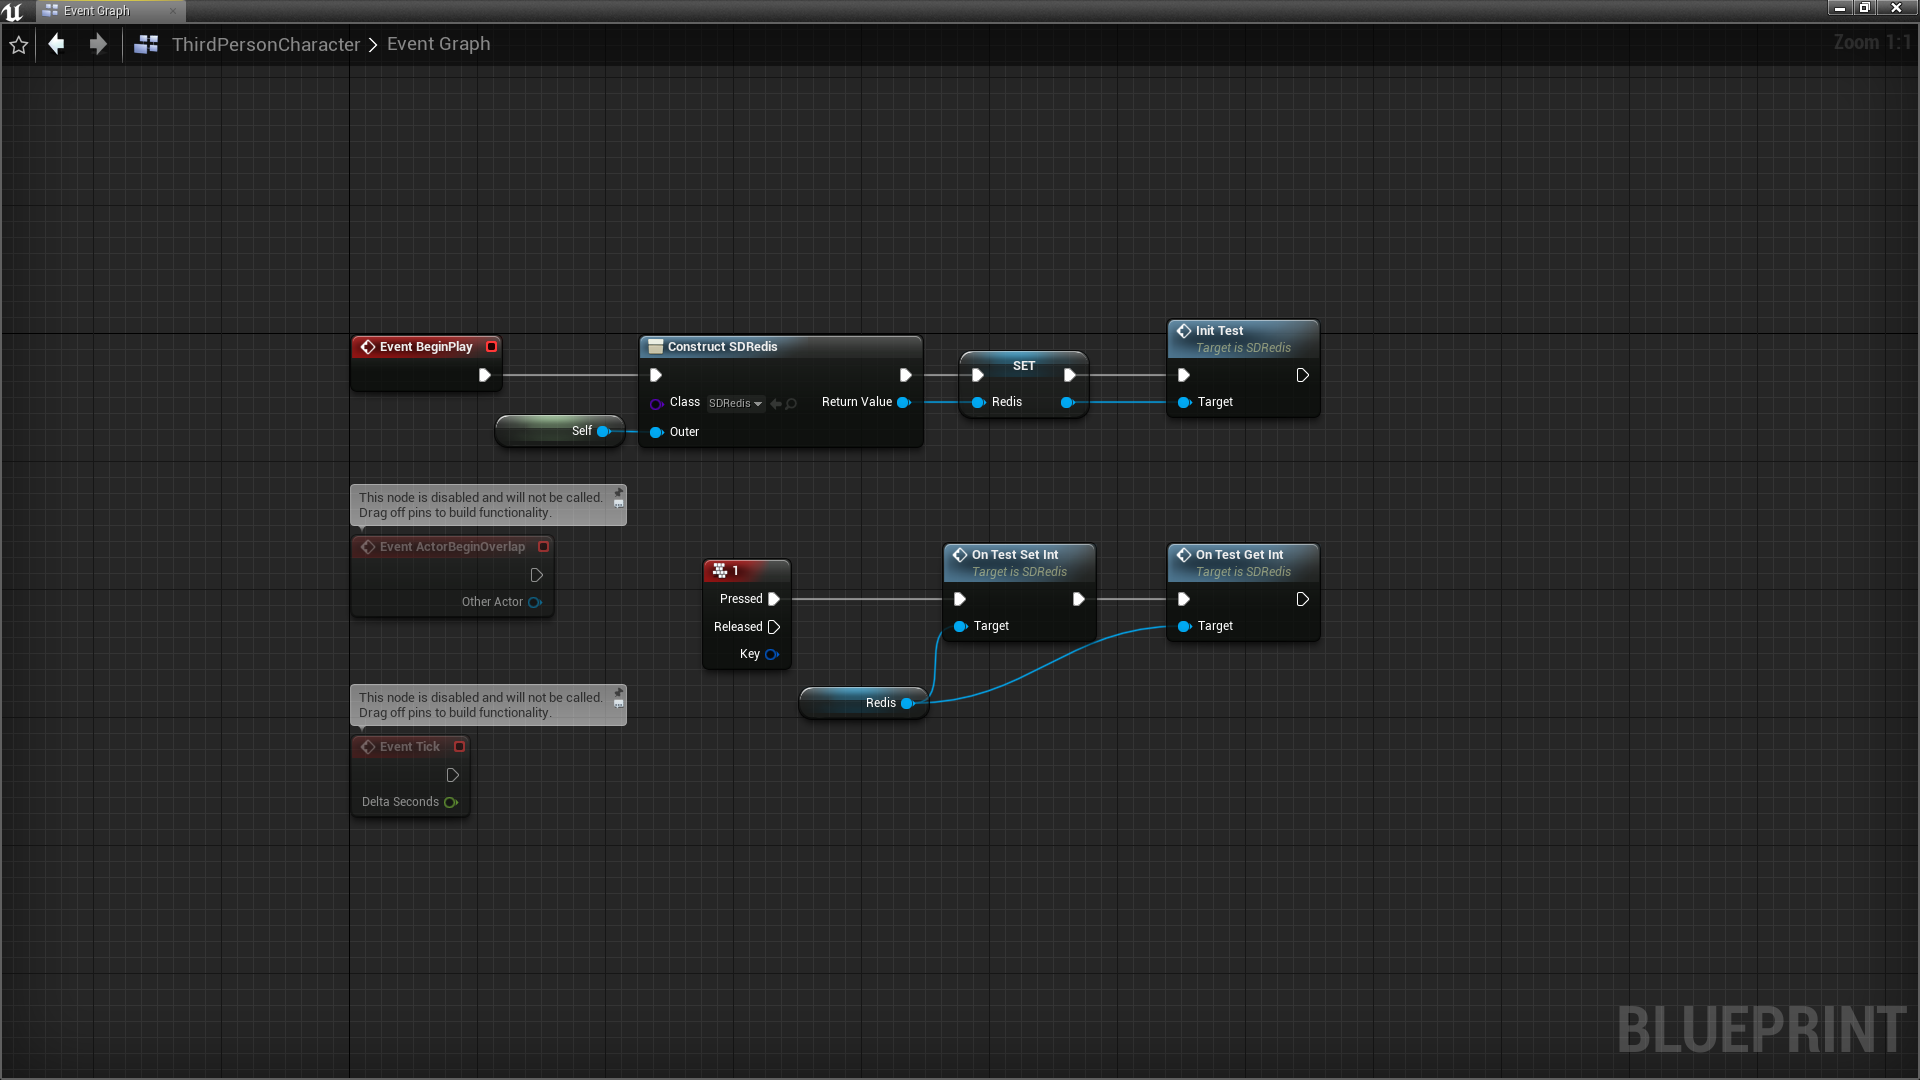 Event Graph
ThirdPersonCharacter > Event Graph
Zoom 1:1
Event BeginPlay
Self
Construct SDRedis
Class SDRedis
Return Value
Outer
SET
Redis
Init Test
Target is SDRedis
Target
This node is disabled and will not be called.
Drag off pins to build functionality.
Event ActorBeginOverlap
Other Actor
1
Pressed
Released
Key
On Test Set Int
Target is SDRedis
Target
On Test Get Int
Target is SDRedis
Target
Redis
This node is disabled and will not be called.
Drag off pins to build functionality.
Event Tick
Delta Seconds
BLUEPRINT